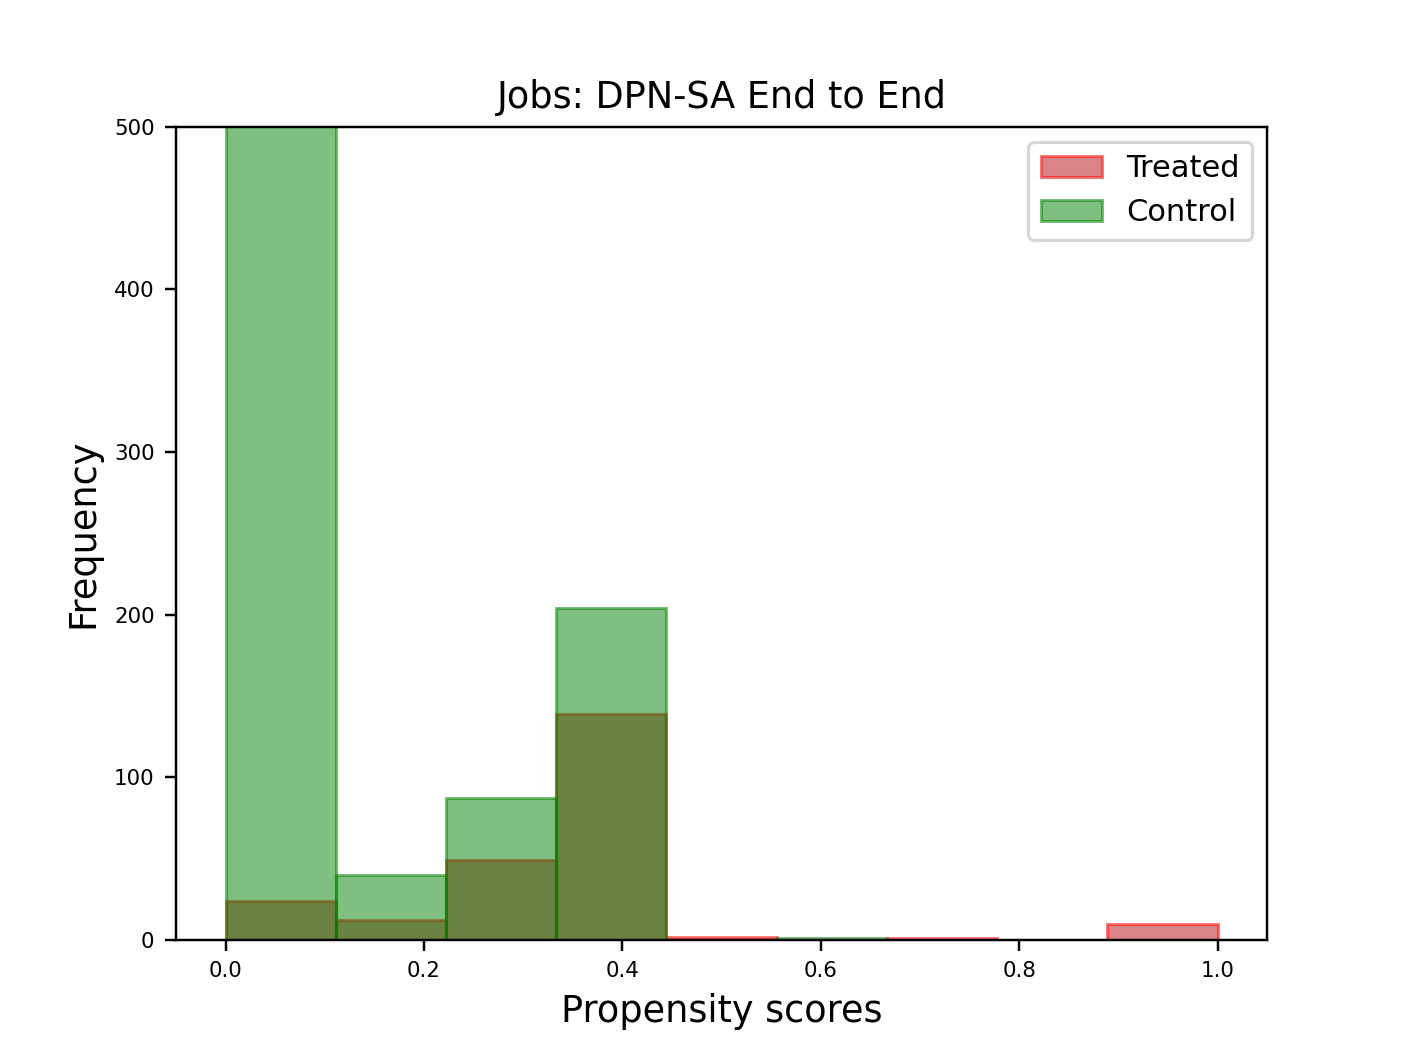 Jobs: DPN-SA End to End
500
400
300
200
100
0
Frequency
Treated
Control
0.0 0.2 0.4 0.6 0.8 1.0
Propensity scores